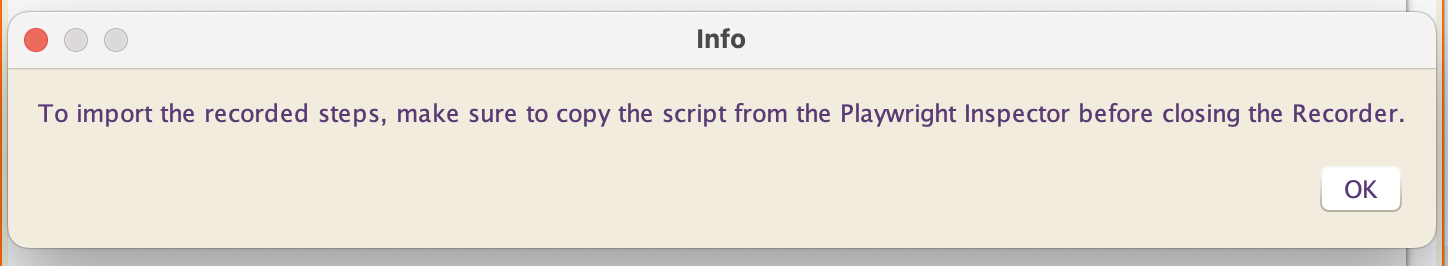 Info
To import the recorded steps, make sure to copy the script from the Playwright Inspector before closing the Recorder.
OK